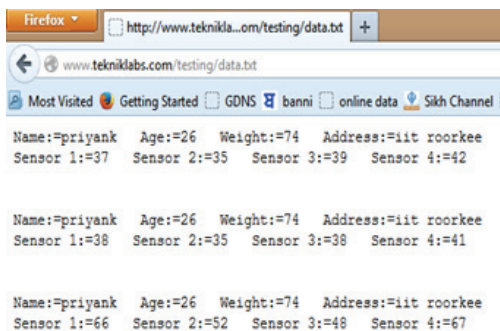 Firefox
http://www.teknikla...om/testing/data.txt +
www.tekniklabs.com/testing/data.txt
Most Visited Getting Started GDNS banni online data Sikh Channel
Name:=priyank Age:=26 Weight:=74 Address:=iit roorkee
Sensor 1:=37 Sensor 2:=35 Sensor 3:=39 Sensor 4:=42
Name:=priyank Age:=26 Weight:=74 Address:=iit roorkee
Sensor 1:=38 Sensor 2:=35 Sensor 3:=38 Sensor 4:=41
Name:=priyank Age:=26 Weight:=74 Address:=iit roorkee
Sensor 1:=66 Sensor 2:=52 Sensor 3:=48 Sensor 4:=67